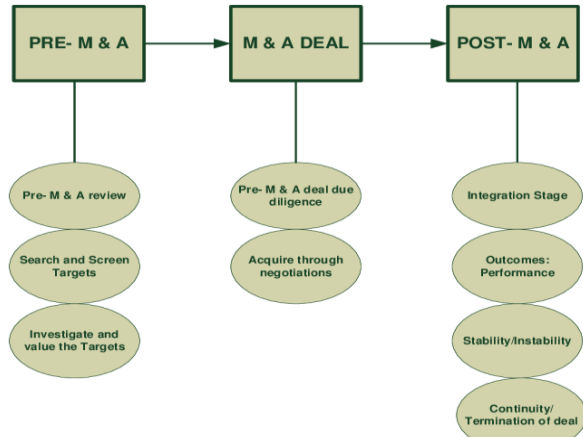 PRE- M & A
M & A DEAL
POST- M & A
Pre- M & A review
Search and Screen
Targets
Investigate and
value the Targets
Pre- M & A deal due
diligence
Acquire through
negotiations
Integration Stage
Outcomes:
Performance
Stability/Instability
Continuity/
Termination of deal